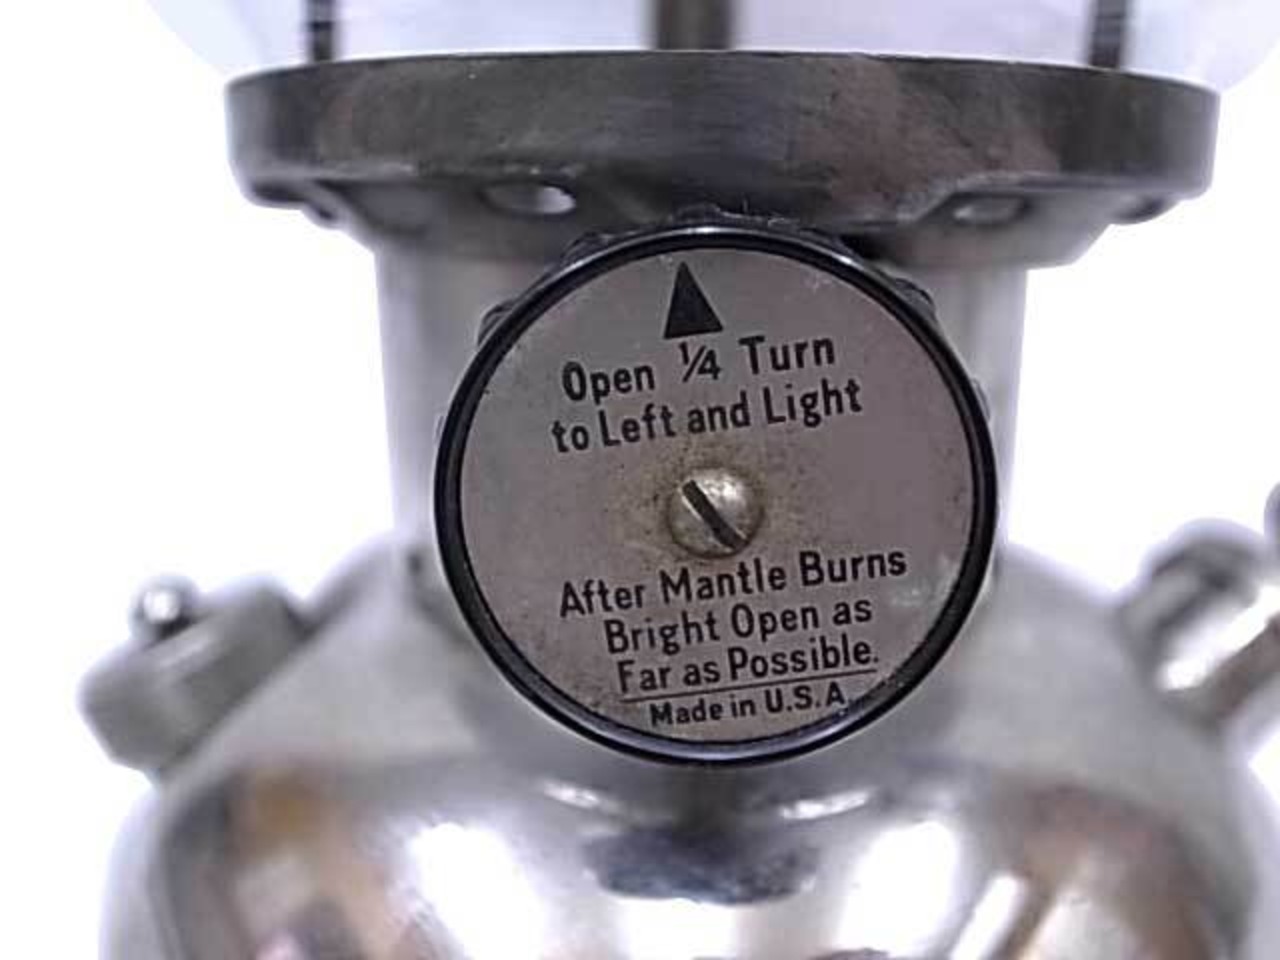 Open ¼ Turn
to Left and Light
After Mantle Burns
Bright Open as
Far as Possible.
Made in U.S.A.